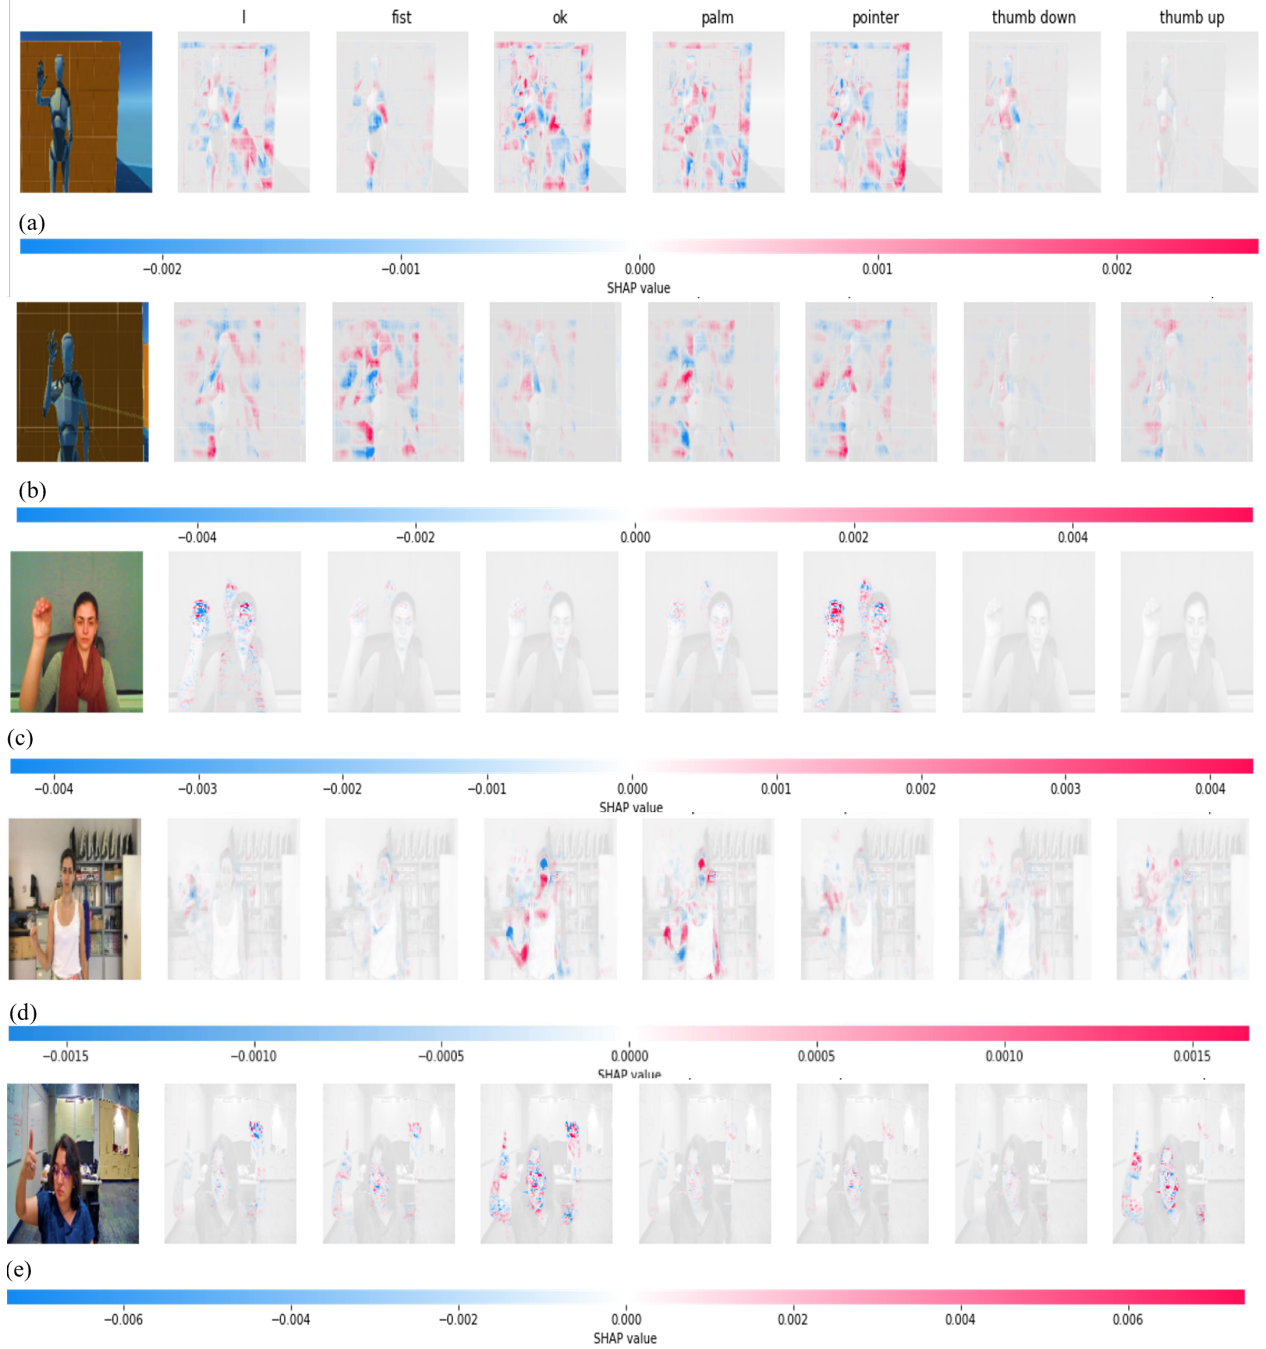 l fist ok palm pointer thumb down thumb up
(a)
−0.002 −0.001 0.000 0.001 0.002
SHAP value
(b)
−0.004 −0.002 0.000 0.002 0.004
(c)
−0.004 −0.003 −0.002 −0.001 0.000 0.001 0.002 0.003 0.004
SHAP value
(d)
−0.0015 −0.0010 −0.0005 0.0000 0.0005 0.0010 0.0015
SHAP value
(e)
−0.006 −0.004 −0.002 0.000 0.002 0.004 0.006
SHAP value